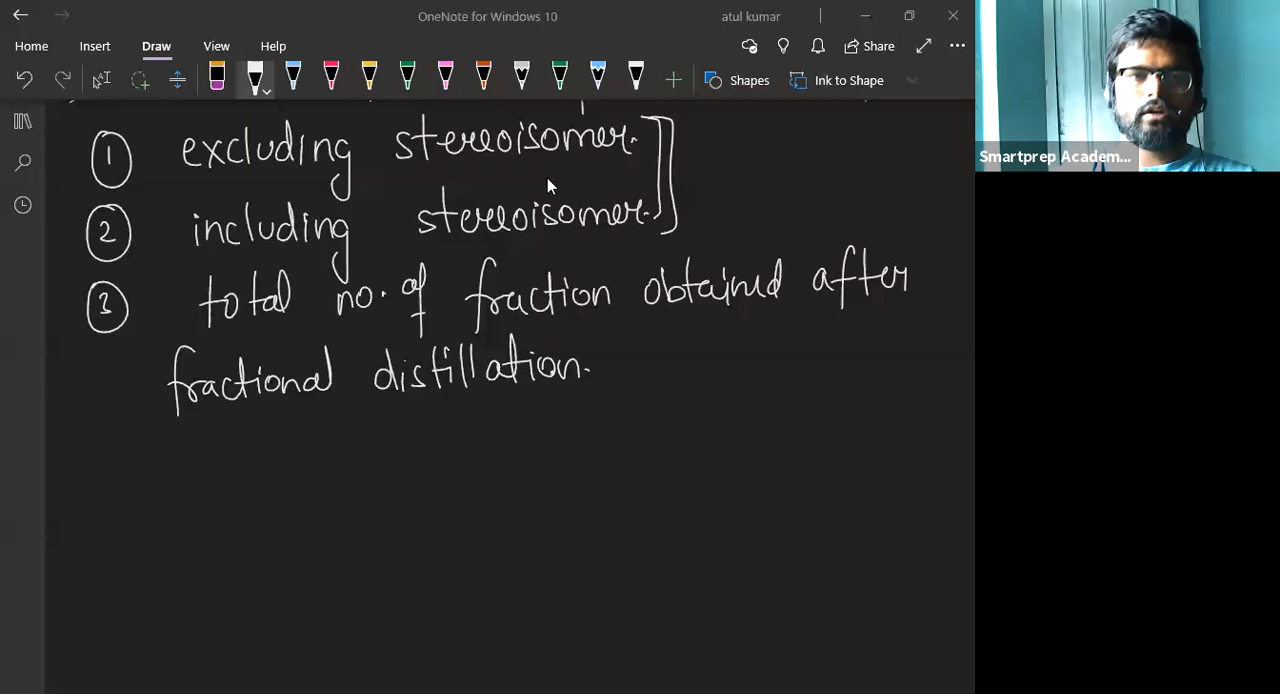 OneNote for Windows 10
atul kumar
Home Insert Draw View Help
Share
Shapes
Ink to Shape
Smartprep Academ...
1 excluding stereoisomer.
2 including stereoisomer.
3 total no. of fraction obtained after
fractional distillation.